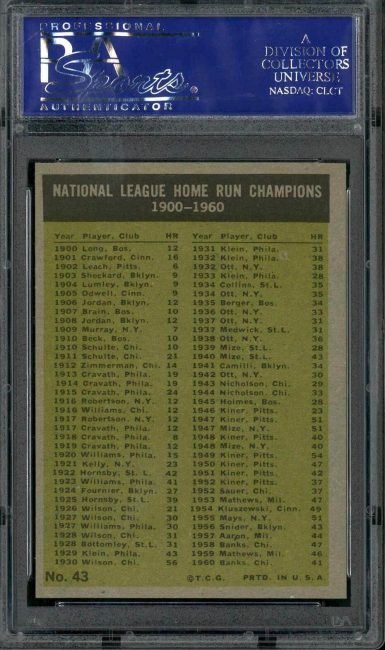 PROFESSIONAL
Sports
AUTHENTICATOR
A
DIVISION OF
COLLECTORS
UNIVERSE
NASDAQ: CLCT
NATIONAL LEAGUE HOME RUN CHAMPIONS
1900-1960
Year Player, Club HR
1900 Long, Bos. 12
1901 Crawford, Cinn. 16
1902 Leach, Pitts. 6
1903 Sheckard, Bklyn. 9
1904 Lumley, Bklyn. 9
1905 Odwell, Cinn. 9
1906 Jordan, Bklyn. 12
1907 Brain, Bos. 10
1908 Jordan, Bklyn. 12
1909 Murray, N.Y. 7
1910 Beck, Bos. 10
1910 Schulte, Chi. 10
1911 Schulte, Chi. 21
1912 Zimmerman, Chi. 14
1913 Cravath, Phila. 19
1914 Cravath, Phila. 19
1915 Cravath, Phila. 24
1916 Robertson, N.Y. 12
1916 Williams, Chi. 12
1917 Robertson, N.Y. 12
1917 Cravath, Phila. 12
1918 Cravath, Phila. 8
1919 Cravath, Phila. 12
1920 Williams, Phila. 15
1921 Kelly, N.Y. 23
1922 Hornsby, St. L. 42
1923 Williams, Phila. 41
1924 Fournier, Bklyn. 27
1925 Hornsby, St.L. 39
1926 Wilson, Chi. 21
1927 Wilson, Chi. 30
1927 Williams, Phila. 30
1928 Wilson, Chi. 31
1928 Bottomley, St.L. 31
1929 Klein, Phila. 43
1930 Wilson, Chi. 56
Year Player, Club HR
1931 Klein, Phila. 31
1932 Klein, Phila. 38
1932 Ott, N.Y. 38
1933 Klein, Phila. 28
1934 Collins, St.L. 35
1934 Ott, N.Y. 35
1935 Berger, Bos. 34
1936 Ott, N.Y. 33
1937 Ott, N.Y. 31
1937 Medwick, St.L. 31
1938 Ott, N.Y. 36
1939 Mize, St.L. 28
1940 Mize, St.L. 43
1941 Camilli, Bklyn. 34
1942 Ott, N.Y. 30
1943 Nicholson, Chi. 29
1944 Nicholson, Chi. 33
1945 Holmes, Bos. 28
1946 Kiner, Pitts. 23
1947 Kiner, Pitts. 51
1947 Mize, N.Y. 51
1948 Kiner, Pitts. 40
1948 Mize, N.Y. 40
1949 Kiner, Pitts. 54
1950 Kiner, Pitts. 47
1951 Kiner, Pitts. 42
1952 Kiner, Pitts. 37
1952 Sauer, Chi. 37
1953 Mathews, Mil. 47
1954 Kluszewski, Cinn. 49
1955 Mays, N.Y. 51
1956 Snider, Bklyn. 43
1957 Aaron, Mil. 44
1958 Banks, Chi. 47
1959 Mathews, Mil. 46
1960 Banks, Chi. 41
No. 43
©T.C.G. PRTD. IN U.S.A